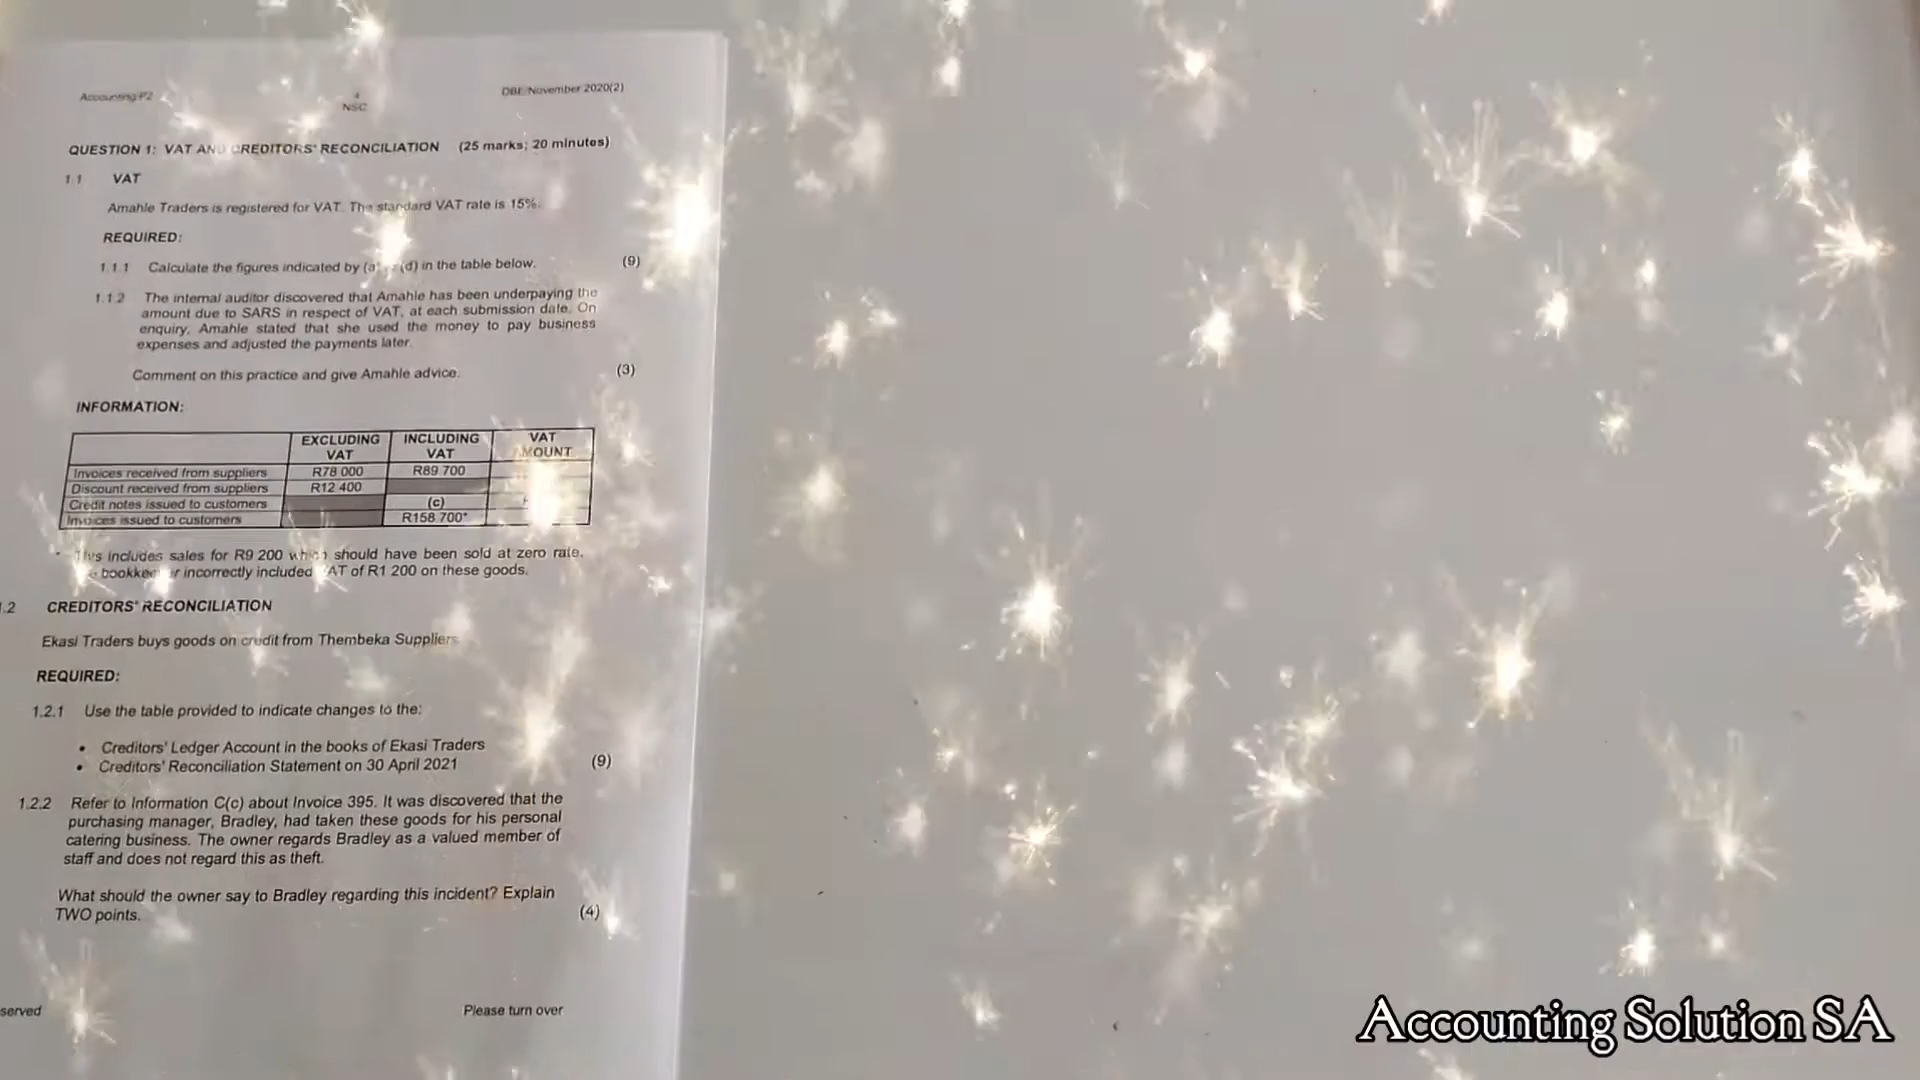 Accounting/P2
4
NSC
DBE/November 2020(2)
QUESTION 1: VAT AND CREDITORS' RECONCILIATION (25 marks; 20 minutes)
1.1 VAT
Amahle Traders is registered for VAT. The standard VAT rate is 15%.
REQUIRED:
1.1.1 Calculate the figures indicated by (a) (d) in the table below. (9)
1.1.2 The internal auditor discovered that Amahle has been underpaying the
amount due to SARS in respect of VAT, at each submission date. On
enquiry, Amahle stated that she used the money to pay business
expenses and adjusted the payments later.
Comment on this practice and give Amahle advice. (3)
INFORMATION:
EXCLUDING VAT INCLUDING VAT VAT AMOUNT
Invoices received from suppliers R78 000 R89 700
Discount received from suppliers R12 400
Credit notes issued to customers (c)
Invoices issued to customers R158 700*
* This includes sales for R9 200 which should have been sold at zero rate.
bookkeeper incorrectly included VAT of R1 200 on these goods.
1.2 CREDITORS' RECONCILIATION
Ekasi Traders buys goods on credit from Thembeka Suppliers.
REQUIRED:
1.2.1 Use the table provided to indicate changes to the:
• Creditors' Ledger Account in the books of Ekasi Traders
• Creditors' Reconciliation Statement on 30 April 2021 (9)
1.2.2 Refer to Information C(c) about Invoice 395. It was discovered that the
purchasing manager, Bradley, had taken these goods for his personal
catering business. The owner regards Bradley as a valued member of
staff and does not regard this as theft.
What should the owner say to Bradley regarding this incident? Explain
TWO points. (4)
served
Please turn over
Accounting Solution SA